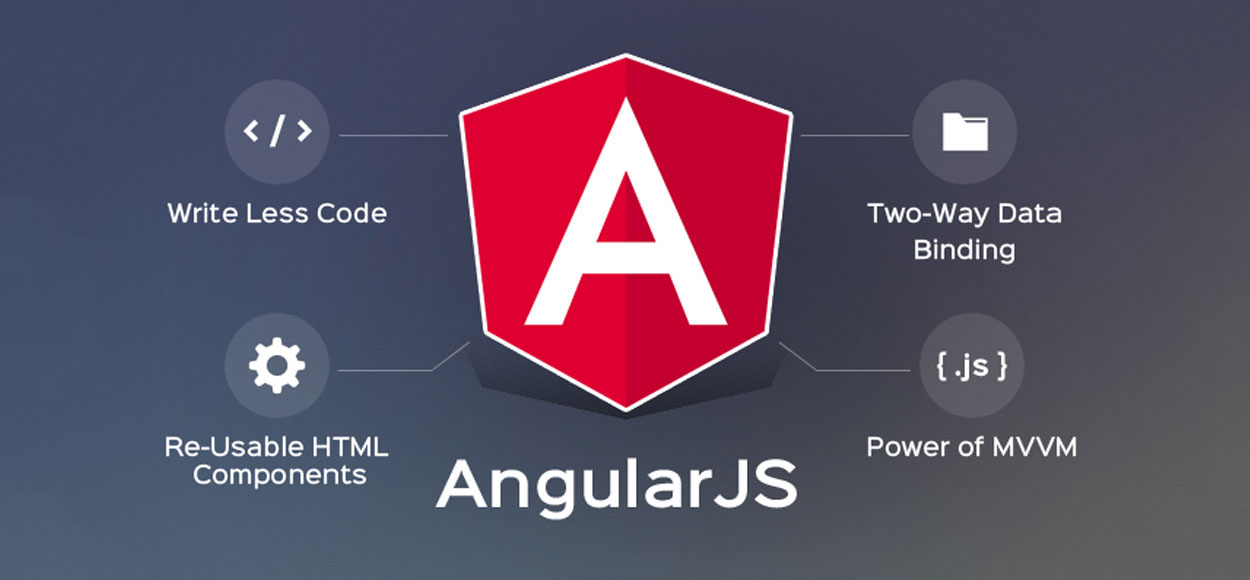 </>
Write Less Code
Re-Usable HTML
Components
A
AngularJS
Two-Way Data
Binding
{ .js }
Power of MVVM